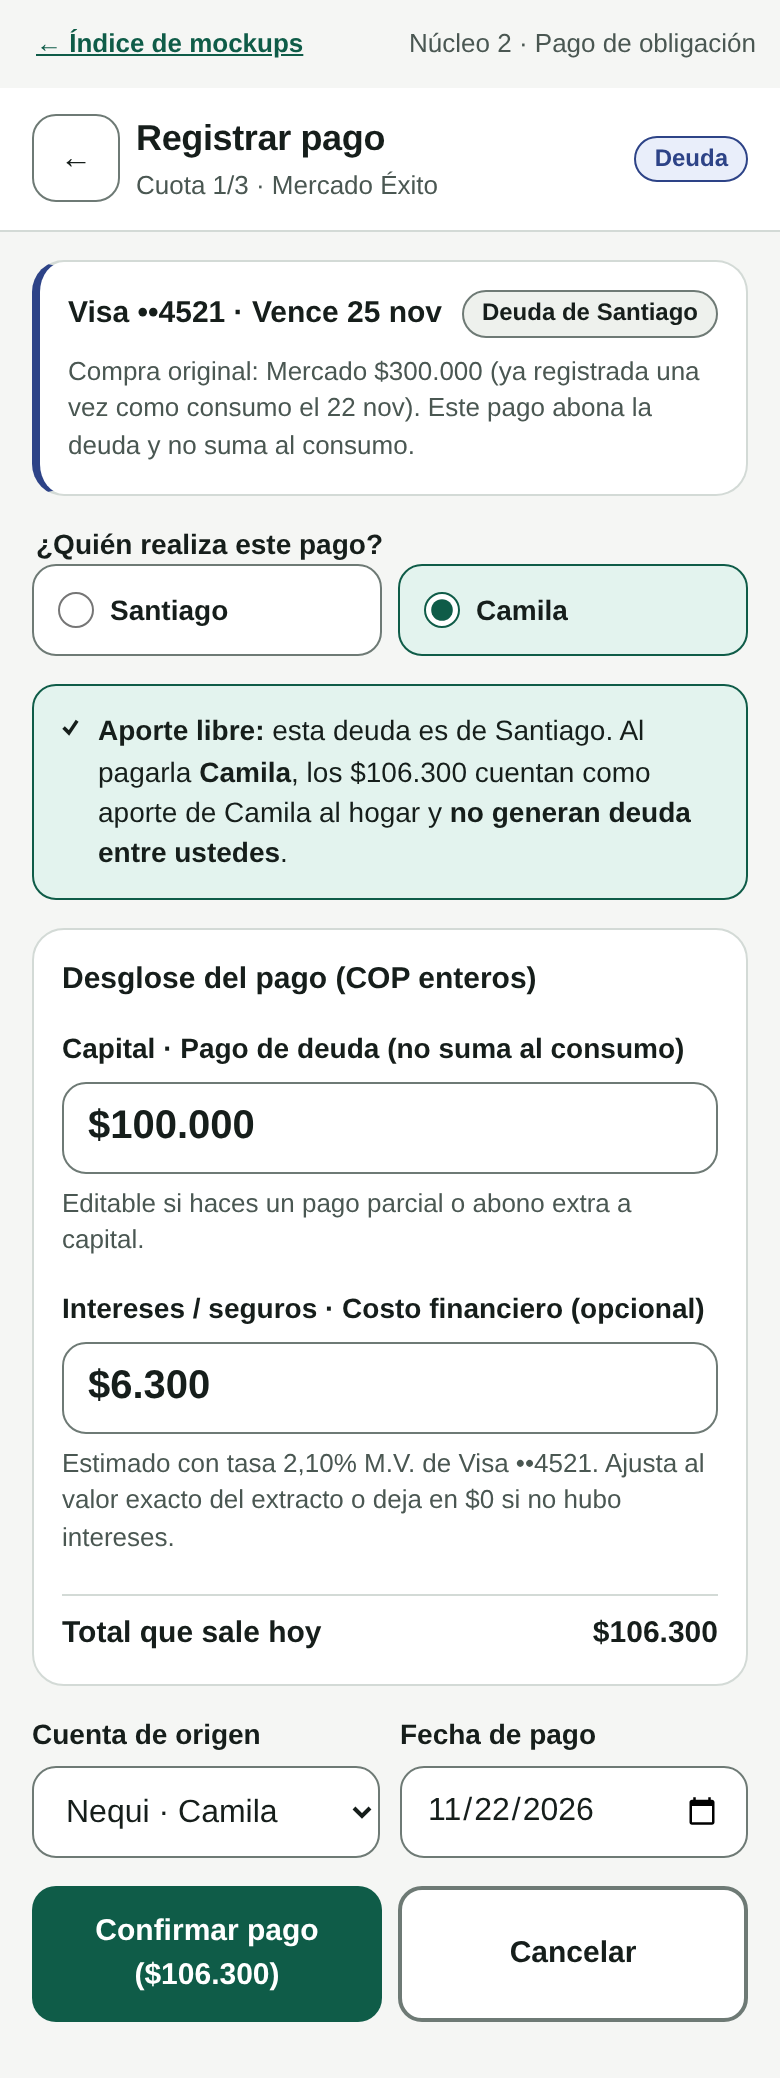 ← Índice de mockups
Núcleo 2 · Pago de obligación
←
Registrar pago
Cuota 1/3 · Mercado Éxito
Deuda
Visa ••4521 · Vence 25 nov
Deuda de Santiago
Compra original: Mercado $300.000 (ya registrada una
vez como consumo el 22 nov). Este pago abona la
deuda y no suma al consumo.
¿Quién realiza este pago?
Santiago
Camila
Aporte libre: esta deuda es de Santiago. Al
pagarla Camila, los $106.300 cuentan como
aporte de Camila al hogar y no generan deuda
entre ustedes.
Desglose del pago (COP enteros)
Capital · Pago de deuda (no suma al consumo)
$100.000
Editable si haces un pago parcial o abono extra a
capital.
Intereses / seguros · Costo financiero (opcional)
$6.300
Estimado con tasa 2,10% M.V. de Visa ••4521. Ajusta al
valor exacto del extracto o deja en $0 si no hubo
intereses.
Total que sale hoy
$106.300
Cuenta de origen
Fecha de pago
Nequi · Camila
11/22/2026
Confirmar pago
($106.300)
Cancelar